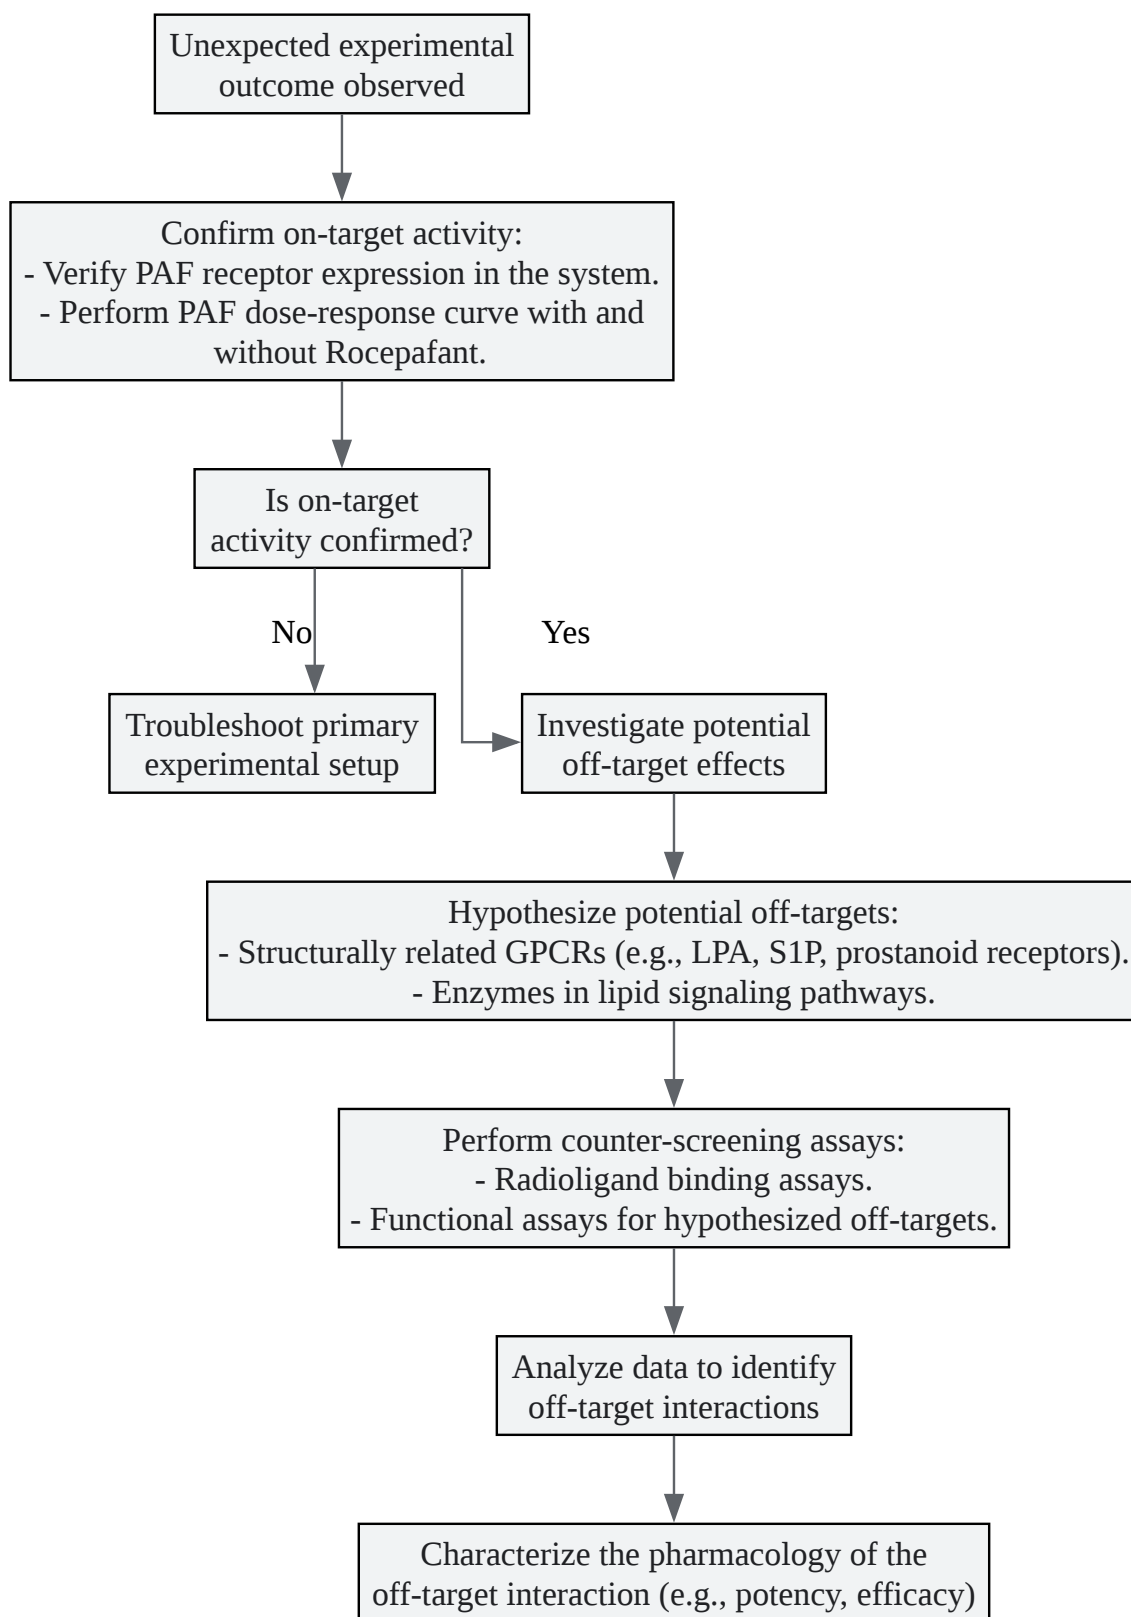 Unexpected experimental
outcome observed
Confirm on-target activity:
- Verify PAF receptor expression in the system.
- Perform PAF dose-response curve with and
without Rocepafant.
Is on-target
activity confirmed?
No
Yes
Troubleshoot primary
experimental setup
Investigate potential
off-target effects
Hypothesize potential off-targets:
- Structurally related GPCRs (e.g., LPA, S1P, prostanoid receptors).
- Enzymes in lipid signaling pathways.
Perform counter-screening assays:
- Radioligand binding assays.
- Functional assays for hypothesized off-targets.
Analyze data to identify
off-target interactions
Characterize the pharmacology of the
off-target interaction (e.g., potency, efficacy)